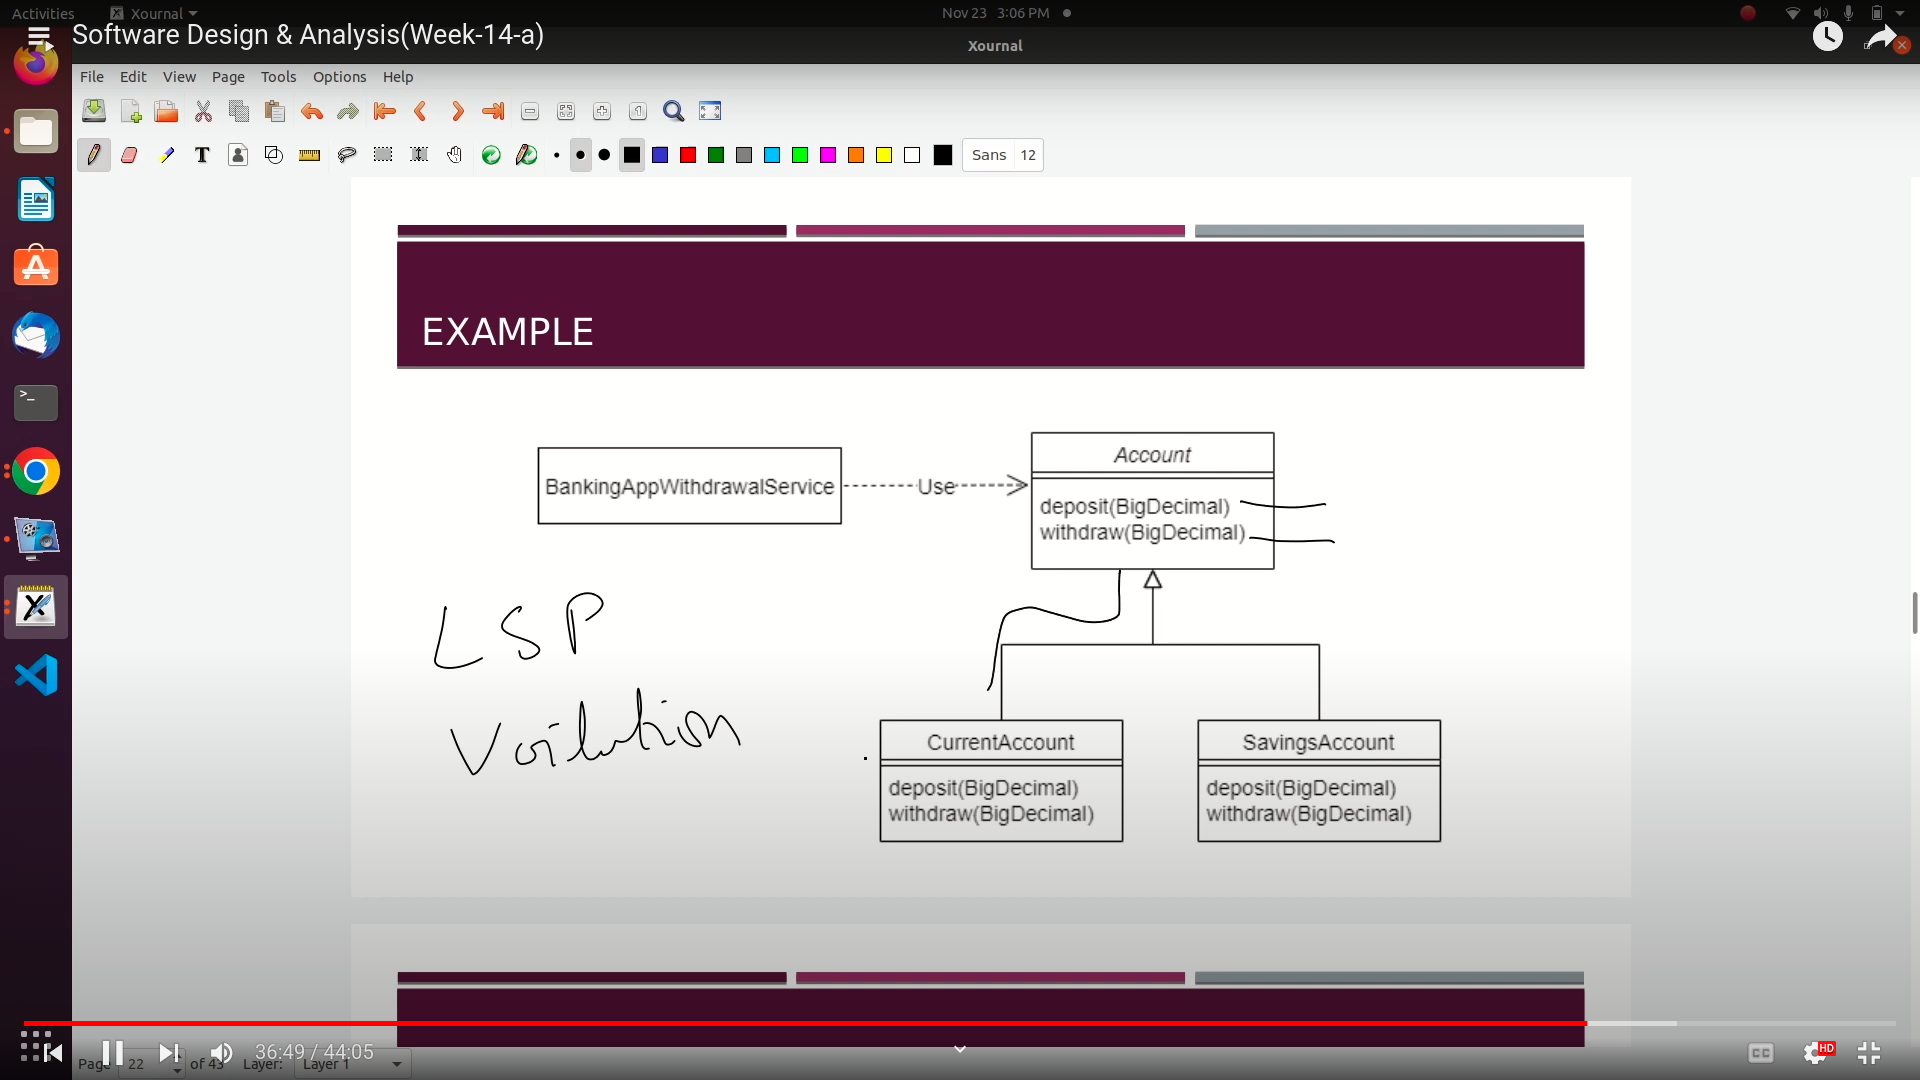 Activities
Xournal
Nov 23 3:06 PM
Software Design & Analysis(Week-14-a)
Xournal
File Edit View Page Tools Options Help
Sans 12
EXAMPLE
BankingAppWithdrawalService
Use
Account
deposit(BigDecimal)
withdraw(BigDecimal)
LSP
Voilution
CurrentAccount
deposit(BigDecimal)
withdraw(BigDecimal)
SavingsAccount
deposit(BigDecimal)
withdraw(BigDecimal)
36:49 / 44:05
CC
HD
Page 22 of 43 Layer: Layer 1